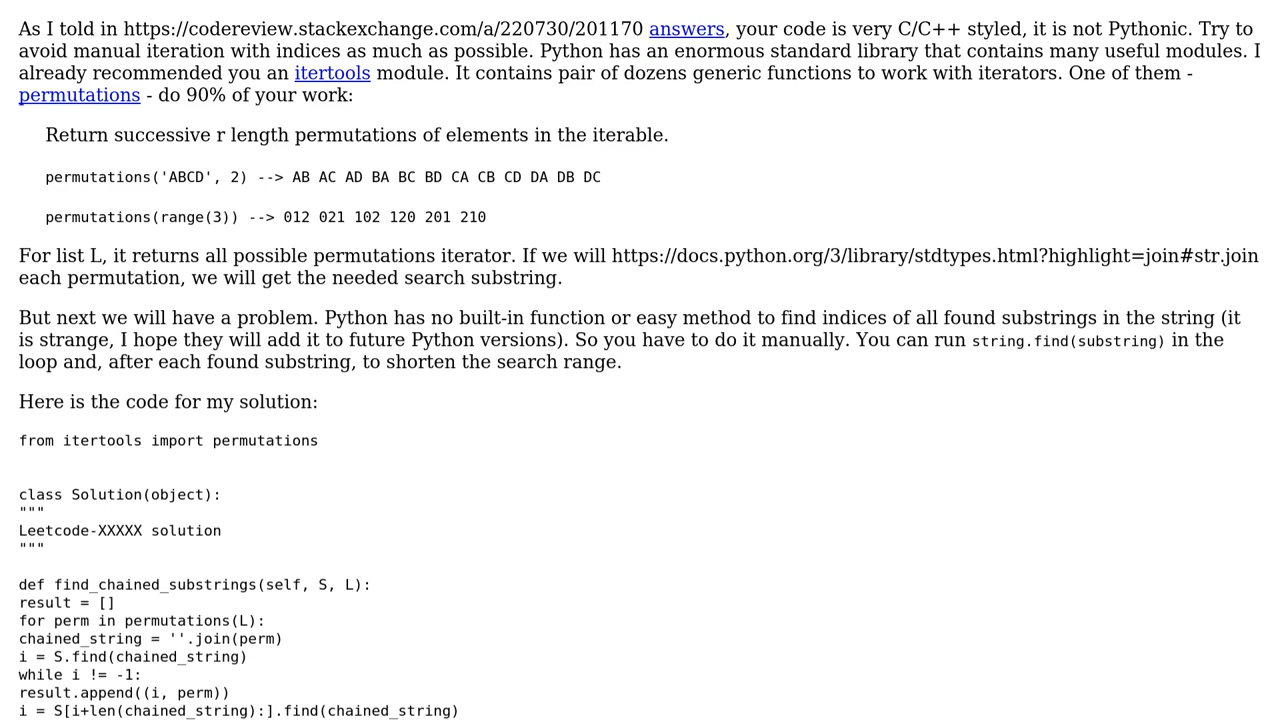 As I told in https://codereview.stackexchange.com/a/220730/201170 answers, your code is very C/C++ styled, it is not Pythonic. Try to
avoid manual iteration with indices as much as possible. Python has an enormous standard library that contains many useful modules. I
already recommended you an itertools module. It contains pair of dozens generic functions to work with iterators. One of them -
permutations - do 90% of your work:
Return successive r length permutations of elements in the iterable.
permutations('ABCD', 2) --> AB AC AD BA BC BD CA CB CD DA DB DC
permutations(range(3)) --> 012 021 102 120 201 210
For list L, it returns all possible permutations iterator. If we will https://docs.python.org/3/library/stdtypes.html?highlight=join#str.join
each permutation, we will get the needed search substring.
But next we will have a problem. Python has no built-in function or easy method to find indices of all found substrings in the string (it
is strange, I hope they will add it to future Python versions). So you have to do it manually. You can run string.find(substring) in the
loop and, after each found substring, to shorten the search range.
Here is the code for my solution:
from itertools import permutations
class Solution(object):
"""
Leetcode-XXXXX solution
"""
def find_chained_substrings(self, S, L):
result = []
for perm in permutations(L):
chained_string = ''.join(perm)
i = S.find(chained_string)
while i != -1:
result.append((i, perm))
i = S[i+len(chained_string):].find(chained_string)